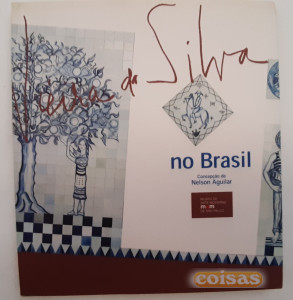 Vieira da Silva
no Brasil
Concepção de
Nelson Aguilar
coisas